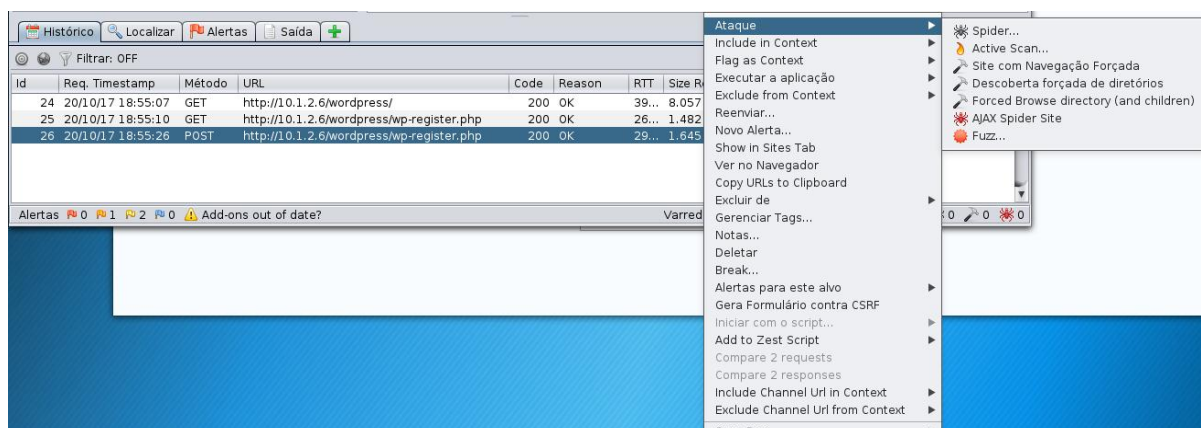 Histórico Localizar Alertas Saída
Filtrar: OFF
Id Req. Timestamp Método URL Code Reason RTT Size R
24 20/10/17 18:55:07 GET http://10.1.2.6/wordpress/ 200 OK 39... 8.057
25 20/10/17 18:55:10 GET http://10.1.2.6/wordpress/wp-register.php 200 OK 26... 1.482
26 20/10/17 18:55:26 POST http://10.1.2.6/wordpress/wp-register.php 200 OK 29... 1.645
Alertas 0 1 2 0 Add-ons out of date? Varred 0 0 0
Ataque
Include in Context
Flag as Context
Executar a aplicação
Exclude from Context
Reenviar...
Novo Alerta...
Show in Sites Tab
Ver no Navegador
Copy URLs to Clipboard
Excluir de
Gerenciar Tags...
Notas...
Deletar
Break...
Alertas para este alvo
Gera Formulário contra CSRF
Iniciar com o script...
Add to Zest Script
Compare 2 requests
Compare 2 responses
Include Channel Url in Context
Exclude Channel Url from Context
Spider...
Active Scan...
Site com Navegação Forçada
Descoberta forçada de diretórios
Forced Browse directory (and children)
AJAX Spider Site
Fuzz...